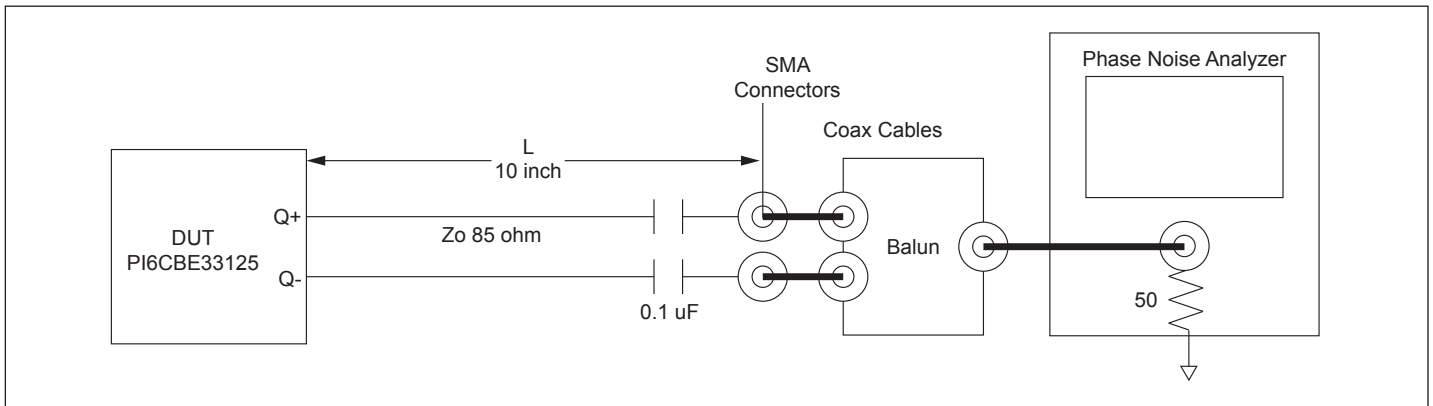 Phase Noise Analyzer
SMA
Connectors
Coax Cables
L
10 inch
Q+
Zo 85 ohm
DUT
PI6CBE33125
Balun
Q-
0.1 uF
50